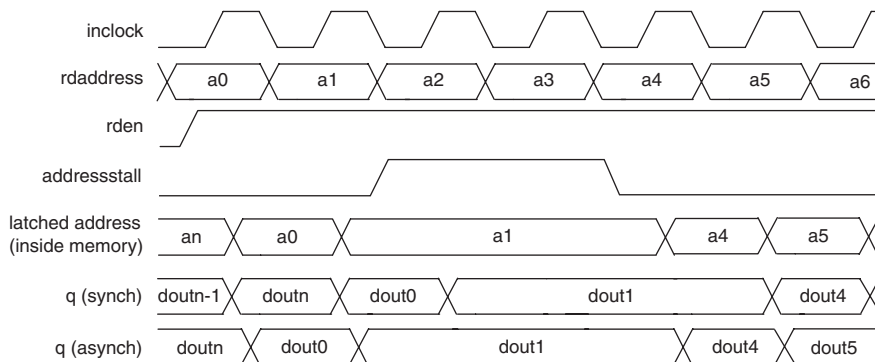 inclock
rdaddress a0 a1 a2 a3 a4 a5 a6
rden
addressstall
latched address
(inside memory) an a0 a1 a4 a5
q (synch) doutn-1 doutn dout0 dout1 dout4
q (asynch) doutn dout0 dout1 dout4 dout5